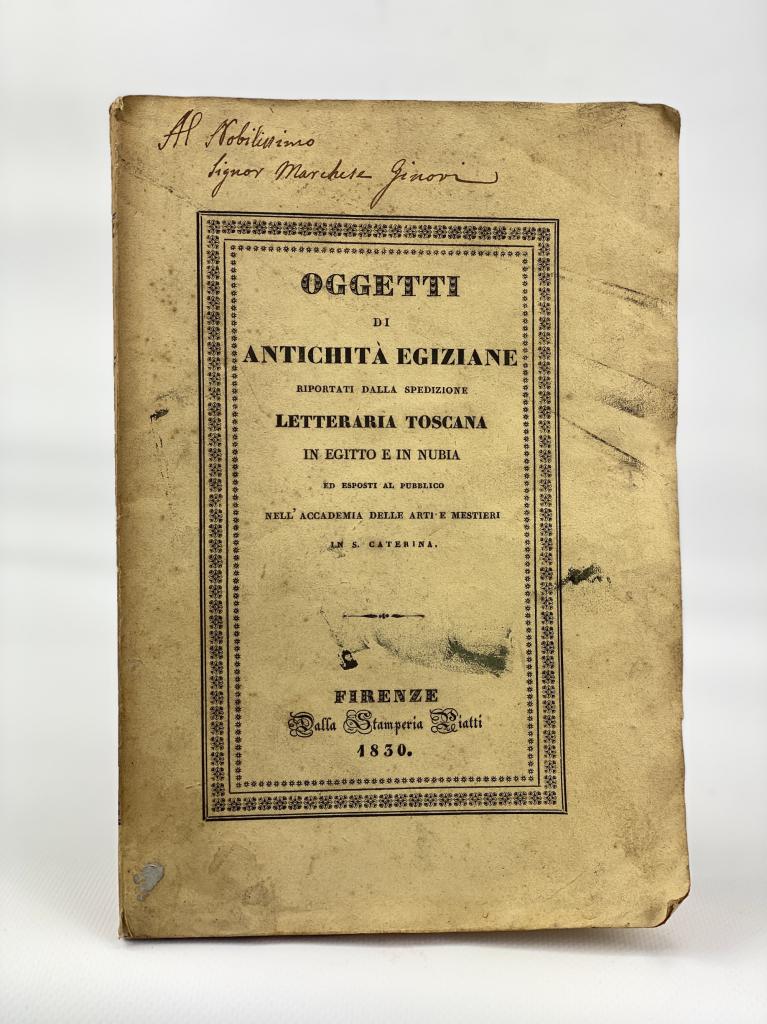 Al Nobilissimo
Signor Marchese Ginori
OGGETTI
DI
ANTICHITÀ EGIZIANE
RIPORTATI DALLA SPEDIZIONE
LETTERARIA TOSCANA
IN EGITTO E IN NUBIA
ED ESPOSTI AL PUBBLICO
NELL' ACCADEMIA DELLE ARTI E MESTIERI
IN S. CATERINA.
FIRENZE
Dalla Stamperia Piatti
1830.